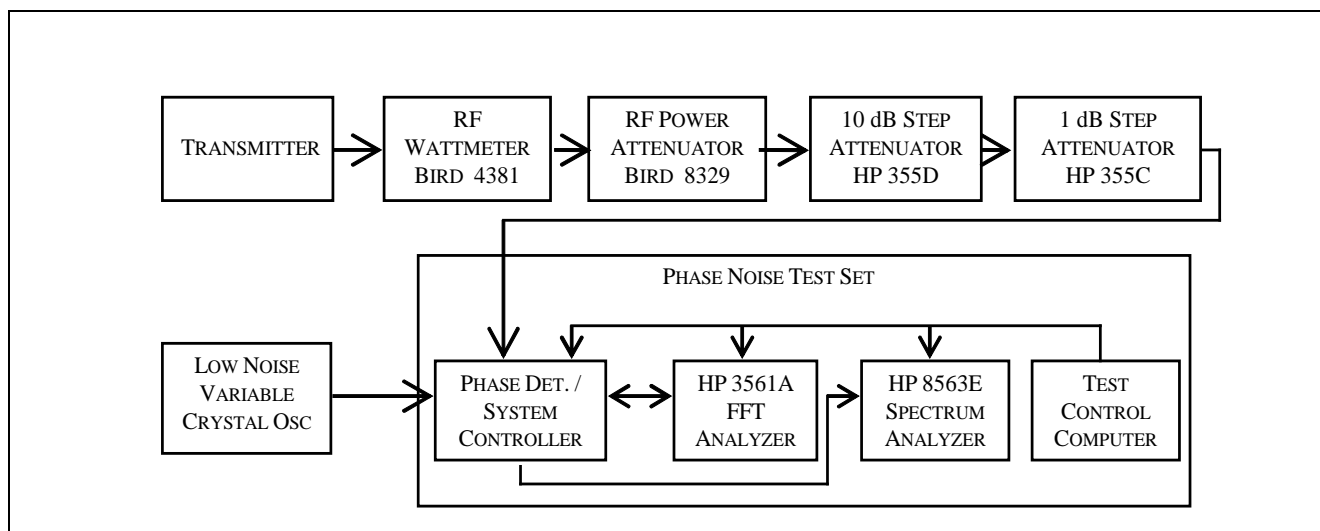 TRANSMITTER
RF
WATTMETER
BIRD 4381
RF POWER
ATTENUATOR
BIRD 8329
10 dB STEP
ATTENUATOR
HP 355D
1 dB STEP
ATTENUATOR
HP 355C
PHASE NOISE TEST SET
LOW NOISE
VARIABLE
CRYSTAL OSC
PHASE DET. /
SYSTEM
CONTROLLER
HP 3561A
FFT
ANALYZER
HP 8563E
SPECTRUM
ANALYZER
TEST
CONTROL
COMPUTER